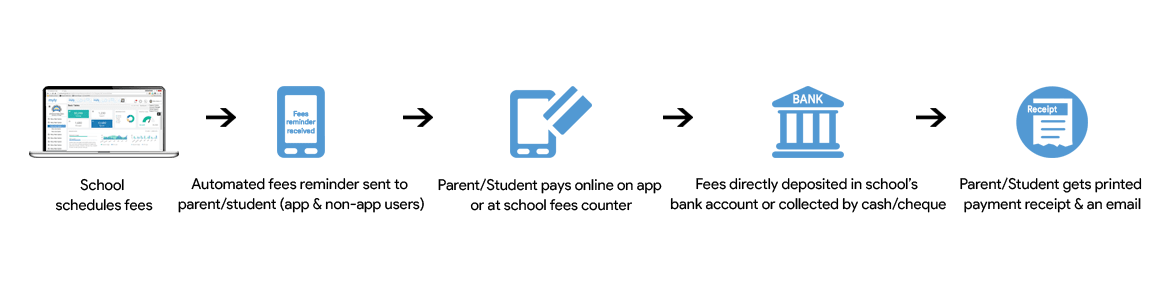 Fees
reminder
received
BANK
Receipt
School
schedules fees
Automated fees reminder sent to
parent/student (app & non-app users)
Parent/Student pays online on app
or at school fees counter
Fees directly deposited in school's
bank account or collected by cash/cheque
Parent/Student gets printed
payment receipt & an email